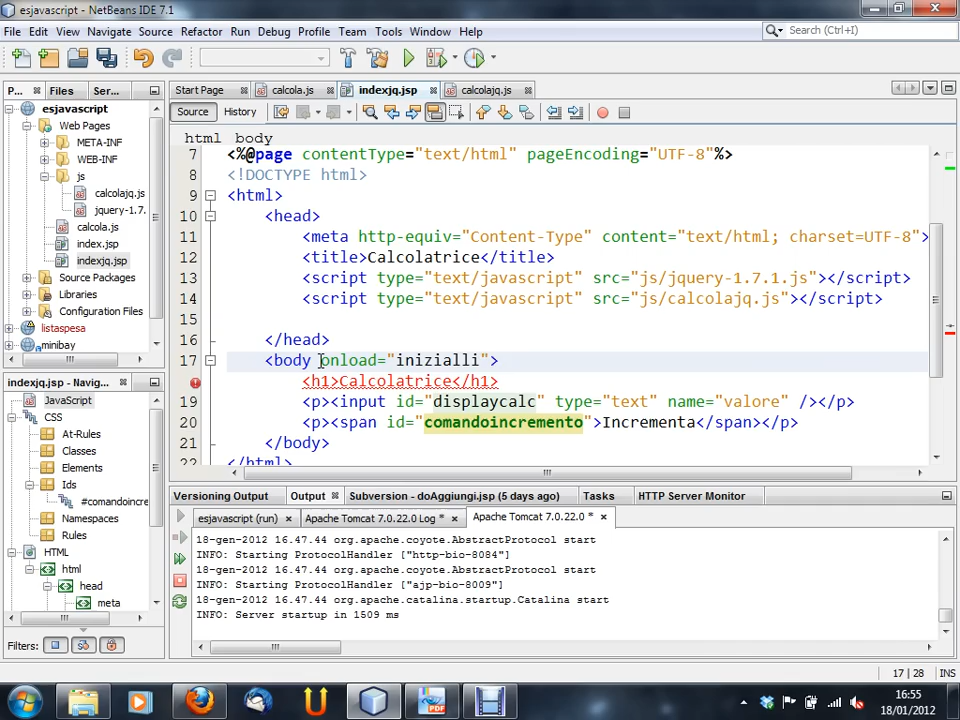 esjavascript - NetBeans IDE 7.1
File Edit View Navigate Source Refactor Run Debug Profile Team Tools Window Help
Search (Ctrl+I)
P... Files Ser...
Start Page calcola.js indexjq.jsp calcolajq.js
esjavascript
Web Pages
META-INF
WEB-INF
js
calcolajq.js
jquery-1.7.
calcola.js
index.jsp
indexjq.jsp
Source Packages
Libraries
Configuration Files
listaspesa
minibay
Source History
html body
7 <%@page contentType="text/html" pageEncoding="UTF-8"%>
8 <!DOCTYPE html>
9 <html>
10 <head>
11 <meta http-equiv="Content-Type" content="text/html; charset=UTF-8">
12 <title>Calcolatrice</title>
13 <script type="text/javascript" src="js/jquery-1.7.1.js"></script>
14 <script type="text/javascript" src="js/calcolajq.js"></script>
15
16 </head>
17 <body onload="inizialli">
<h1>Calcolatrice</h1>
19 <p><input id="displaycalc" type="text" name="valore" /></p>
20 <p><span id="comandoincremento">Incrementa</span></p>
21 </body>
22 </html>
indexjq.jsp - Navig...
JavaScript
CSS
At-Rules
Classes
Elements
Ids
#comandoincre
Namespaces
Rules
HTML
html
head
meta
Filters:
Versioning Output Output Subversion - doAggiungi.jsp (5 days ago) Tasks HTTP Server Monitor
esjavascript (run) Apache Tomcat 7.0.22.0 Log * Apache Tomcat 7.0.22.0 *
18-gen-2012 16.47.44 org.apache.coyote.AbstractProtocol start
INFO: Starting ProtocolHandler ["http-bio-8084"]
18-gen-2012 16.47.44 org.apache.coyote.AbstractProtocol start
INFO: Starting ProtocolHandler ["ajp-bio-8009"]
18-gen-2012 16.47.44 org.apache.catalina.startup.Catalina start
INFO: Server startup in 1509 ms
17 | 28 INS
16:55
18/01/2012